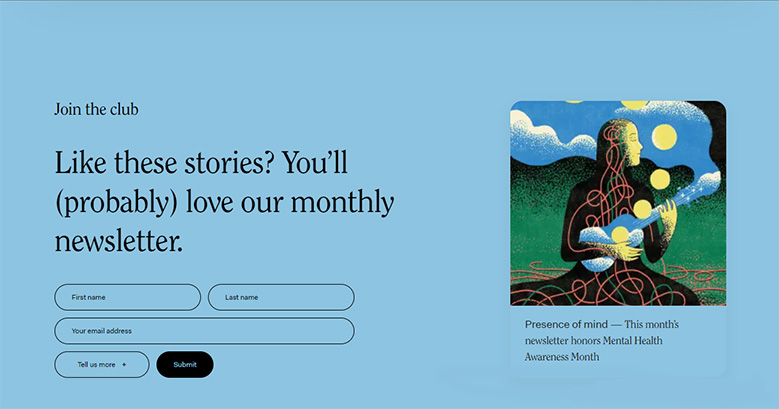 Join the club
Like these stories? You’ll
(probably) love our monthly
newsletter.
First name
Last name
Your email address
Tell us more +
Submit
Presence of mind — This month’s
newsletter honors Mental Health
Awareness Month